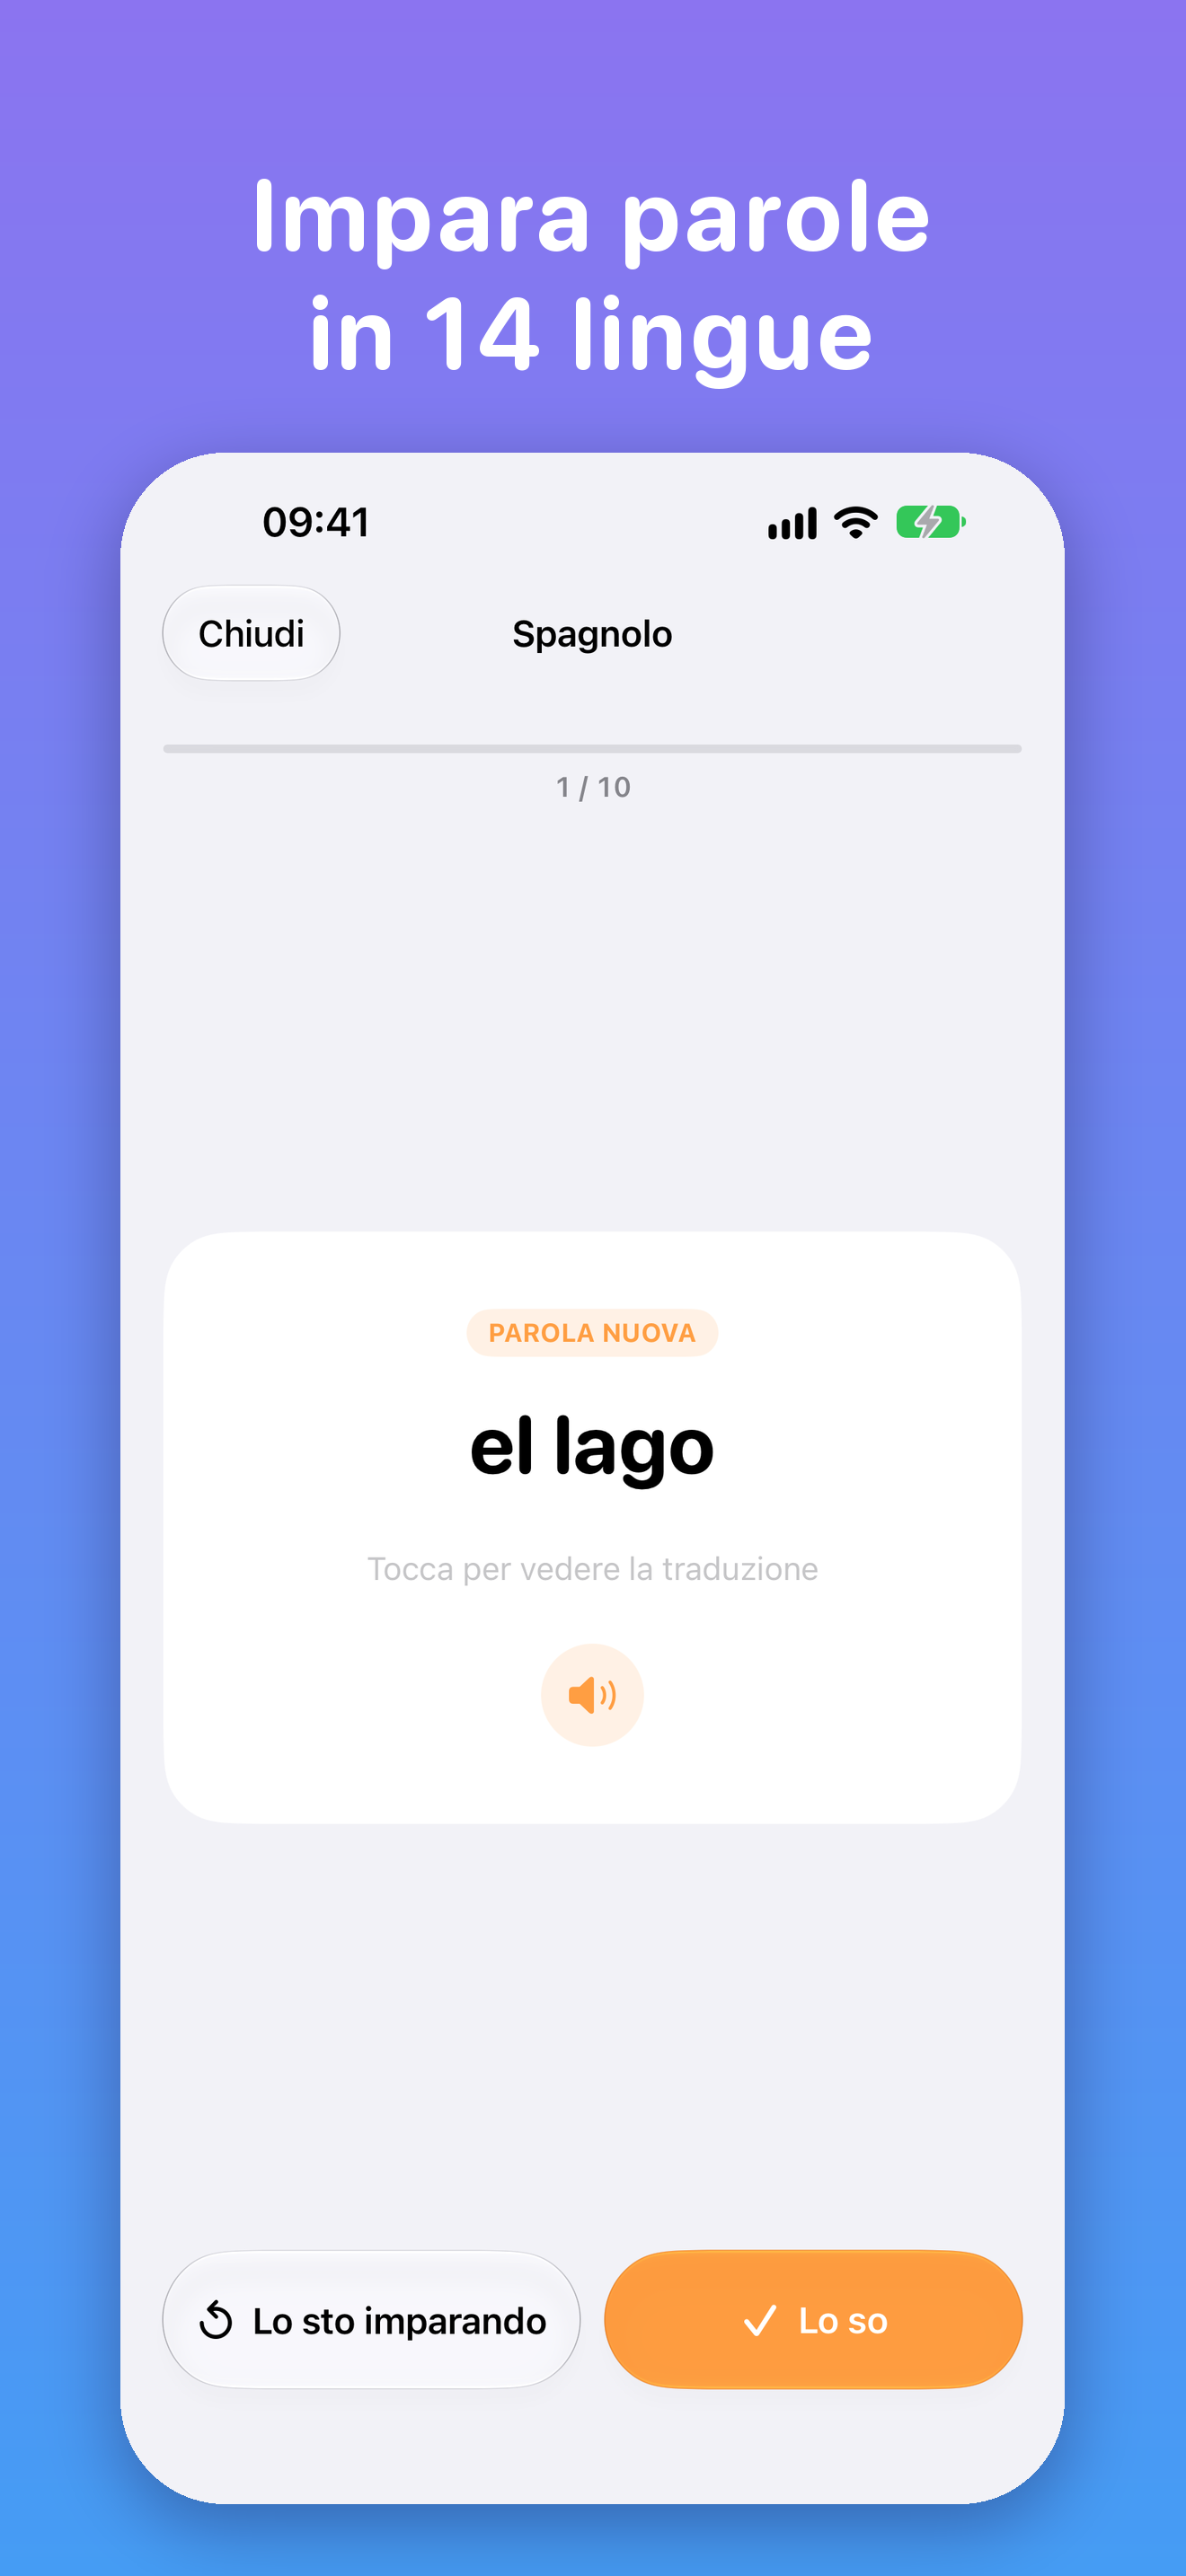 Impara parole
in 14 lingue
09:41
Chiudi
Spagnolo
1 / 10
PAROLA NUOVA
el lago
Tocca per vedere la traduzione
Lo sto imparando
Lo so